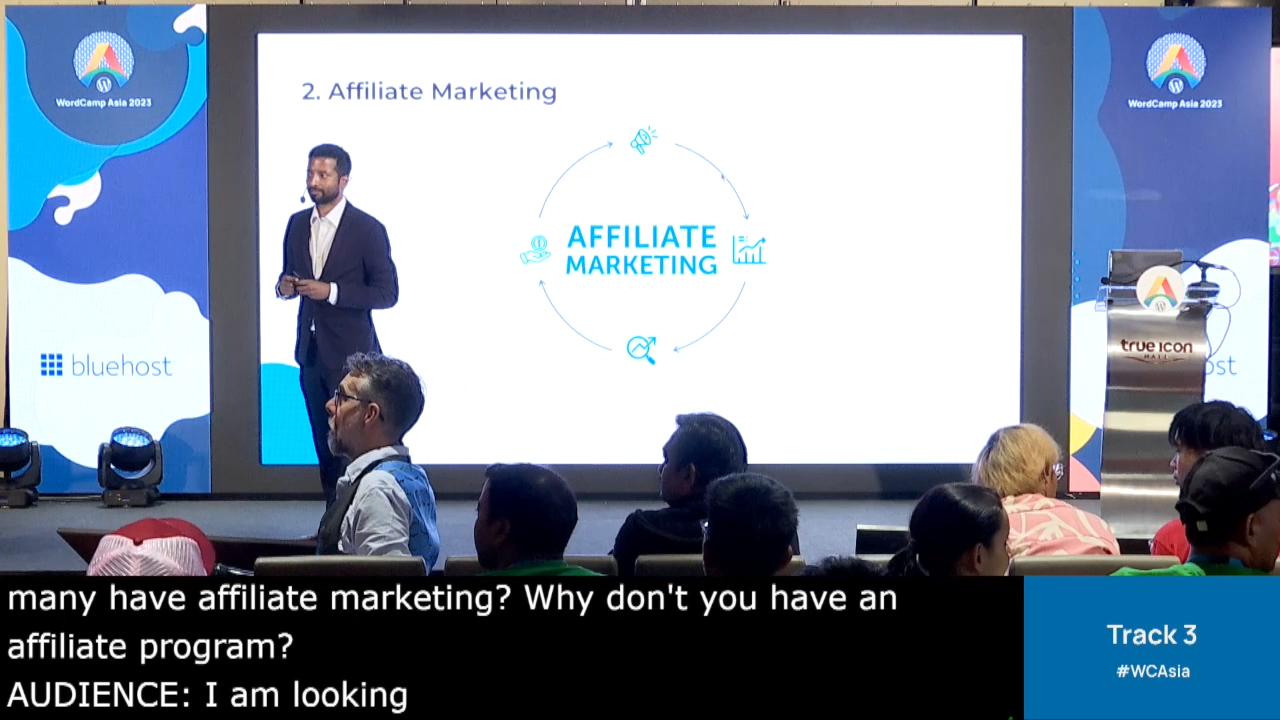 WordCamp Asia 2023
2. Affiliate Marketing
AFFILIATE
MARKETING
WordCamp Asia 2023
bluehost
true icon
HALL
ost
many have affiliate marketing? Why don't you have an
affiliate program?
AUDIENCE: I am looking
Track 3
#WCAsia